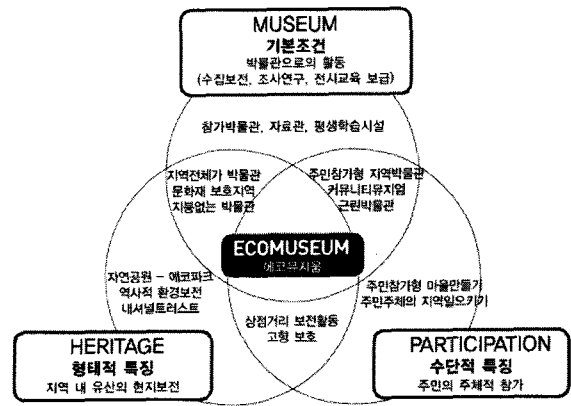 MUSEUM
기본조건
박물관으로의 활동
(수집보전, 조사연구, 전시교육 보급)
참가박물관, 자료관, 평생학습시설
지역전체가 박물관
문화재 보호지역
지붕없는 박물관
주민참가형 지역박물관
커뮤니티뮤지엄
근린박물관
ECOMUSEUM
에코뮤지움
자연공원 - 에코파크
역사적 환경보전
내셔널트러스트
주민참가형 마을만들기
주민주체의 지역일으키기
상점거리 보전활동
고향 보호
HERITAGE
형태적 특징
지역 내 유산의 현지보전
PARTICIPATION
수단적 특징
주민의 주체적 참가